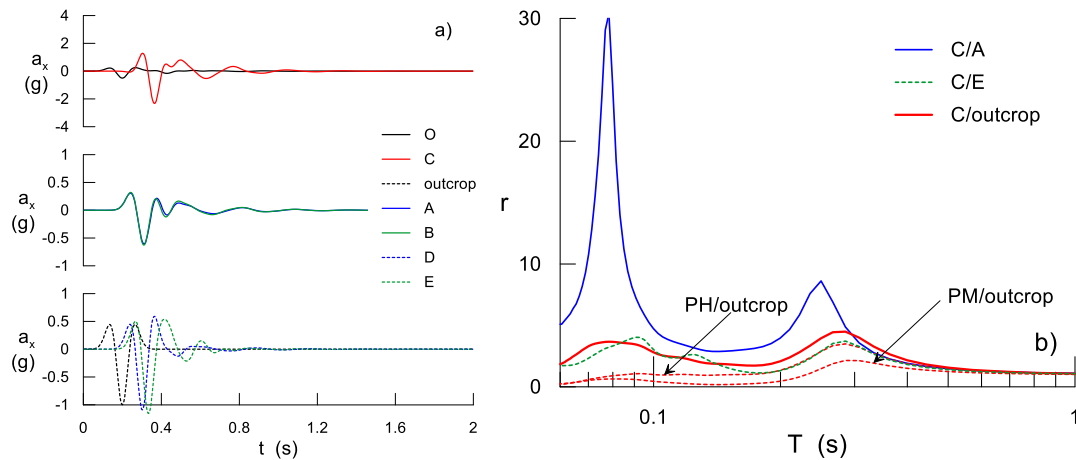 a)
4
2
0
-2
-4
a_x
(g)
1
0.5
0
-0.5
-1
a_x
(g)
1
0.5
0
-0.5
-1
a_x
(g)
0
0.4
0.8
1.2
1.6
2
t (s)
O
C
outcrop
A
B
D
E
30
20
10
0
r
C/A
C/E
C/outcrop
PH/outcrop
PM/outcrop
b)
0.1
1
T (s)